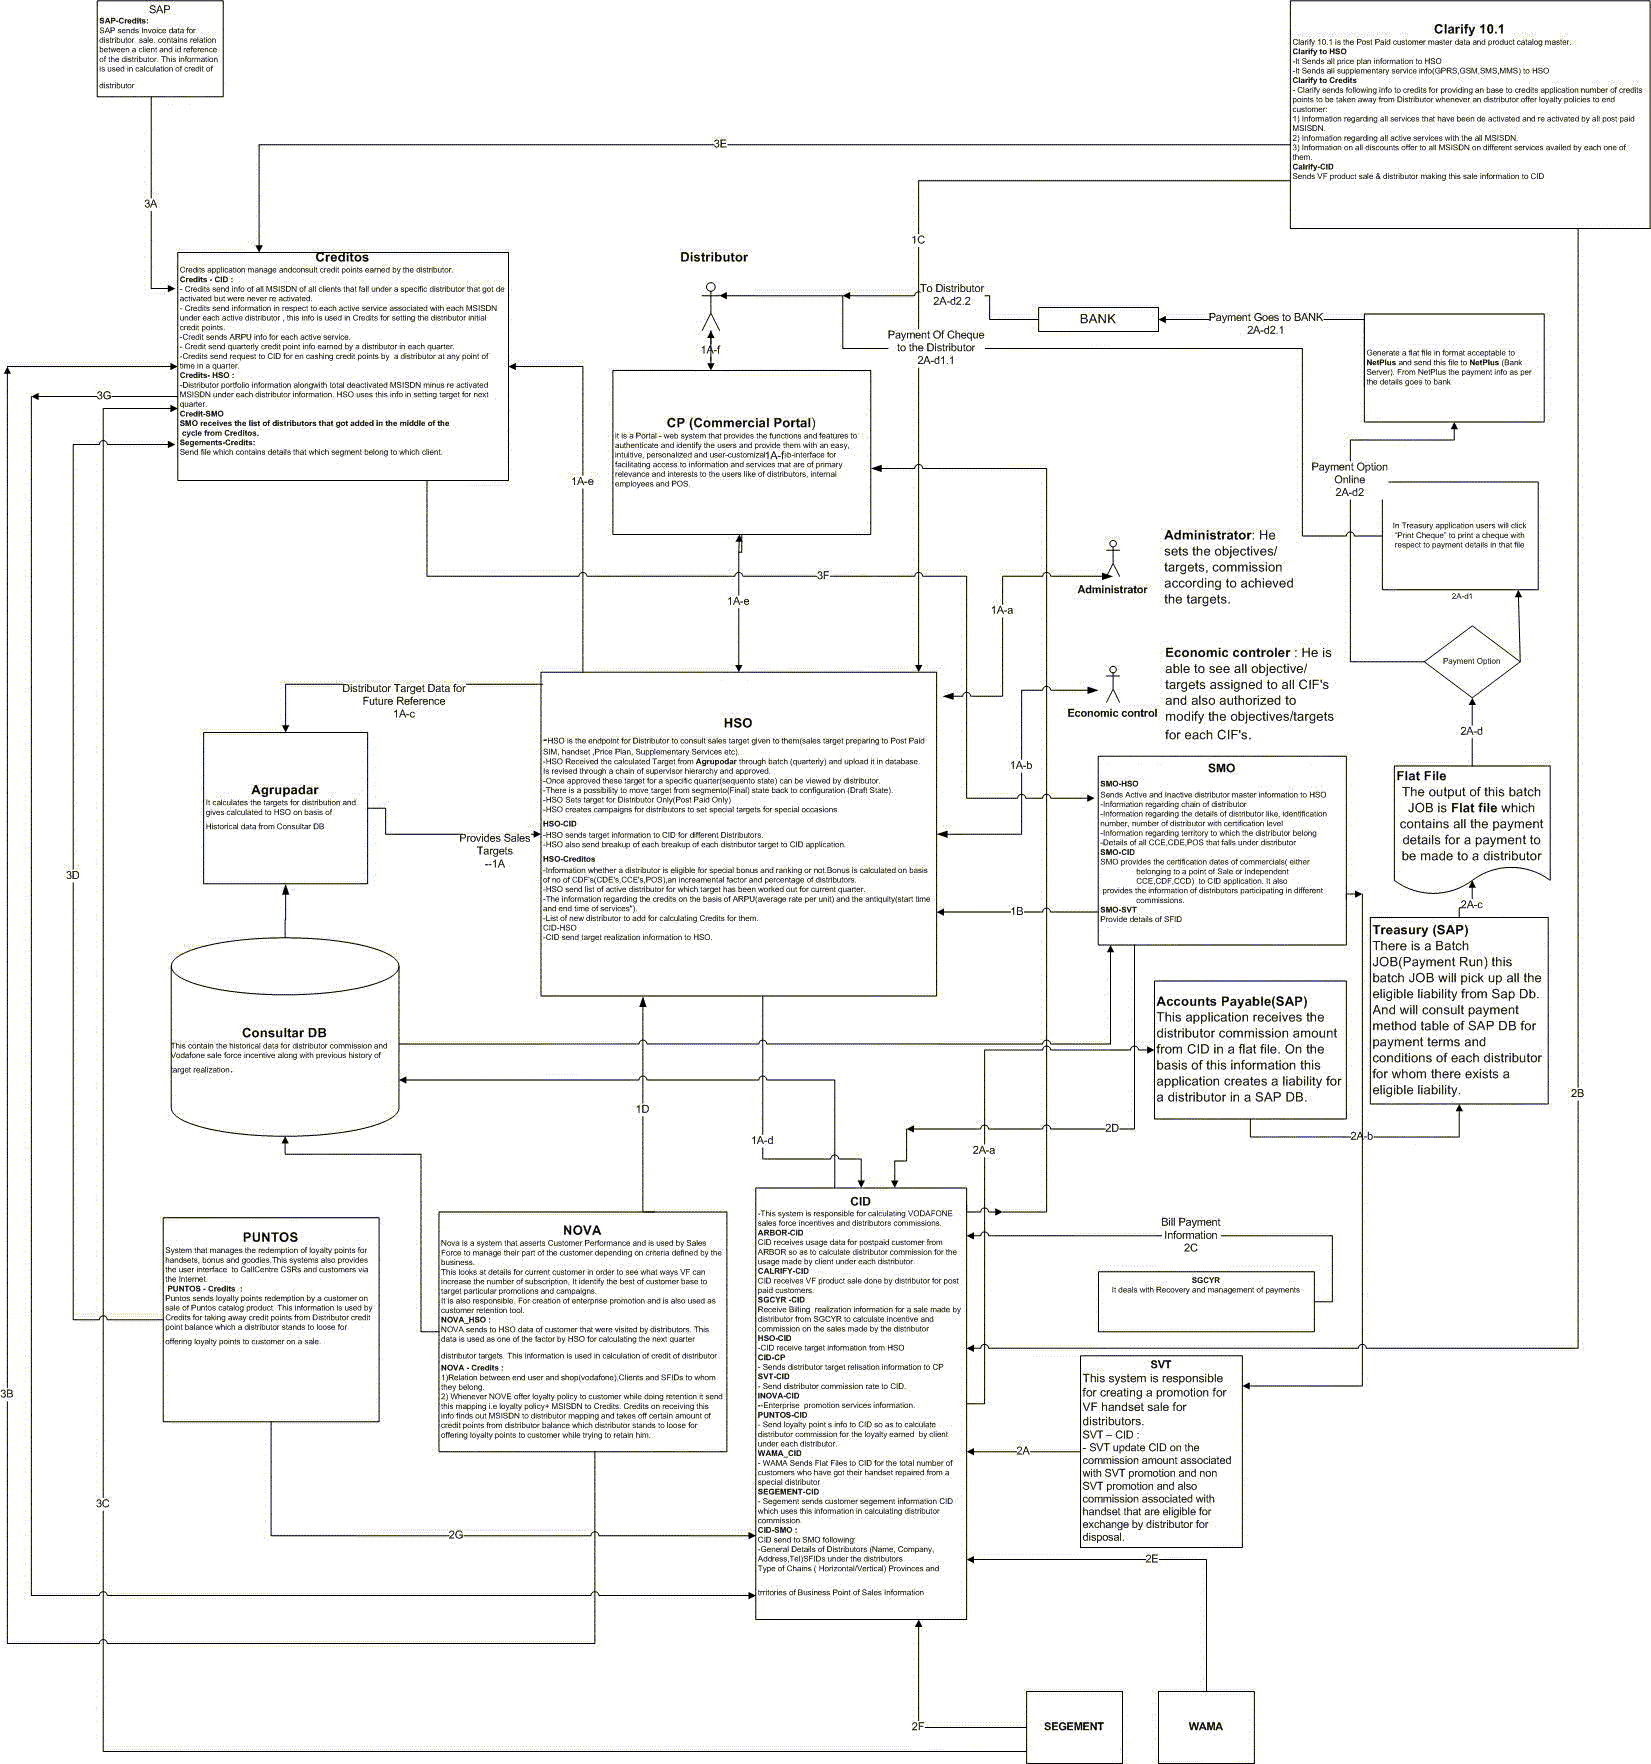 SAP
SAP-Credits:
SAP sends Invoice data for
distributor sale. contains relation
between a client and id reference
of the distributor. This information
is used in calculation of credit of
distributor
Clarify 10.1
Clarify 10.1 is the Post Paid customer master data and product catalog master.
Clarify to HSO
-It Sends all price plan information to HSO
-It Sends all supplementary service info(GPRS,GSM,SMS,MMS) to HSO
Clarify to Credits
- Clarify sends following info to credits for providing an base to credits application number of credits
points to be taken away from Distributor whenever an distributor offer loyalty policies to end
customer:
1) Information regarding all services that have been de activated and re activated by all post paid
MSISDN.
2) Information regarding all active services with the all MSISDN.
3) Information on all discounts offer to all MSISDN on different services availed by each one of
them.
Calrify-CID
Sends VF product sale & distributor making this sale information to CID
3E
3A
1C
Creditos
Credits application manage andconsult credit points earned by the distributor.
Credits - CID :
- Credits send info of all MSISDN of all clients that fall under a specific distributor that got de
activated but were never re activated.
- Credits send information in respect to each active service associated with each MSISDN
under each active distributor , this info is used in Credits for setting the distributor initial
credit points.
-Credit sends ARPU info for each active service.
- Credit send quarterly credit point info earned by a distributor in each quarter.
-Credits send request to CID for en cashing credit points by a distributor at any point of
time in a quarter.
Credits- HSO :
-Distributor portfolio information alongwith total deactivated MSISDN minus re activated
MSISDN under each distributor information. HSO uses this info in setting target for next
quarter.
Credit-SMO
SMO receives the list of distributors that got added in the middle of the
cycle from Creditos.
Segements-Credits:
Send file which contains details that which segment belong to which client.
Distributor
1A-f
To Distributor
2A-d2.2
BANK
Payment Goes to BANK
2A-d2.1
Payment Of Cheque
to the Distributor
2A-d1.1
Generate a flat file in format acceptable to
NetPlus and send this file to NetPlus (Bank
Server). From NetPlus the payment info as per
the details goes to bank
3G
CP (Commercial Portal)
It is a Portal - web system that provides the functions and features to
authenticate and identify the users and provide them with an easy,
intuitive, personalized and user-customizal1A-fib-interface for
facilitating access to information and services that are of primary
relevance and interests to the users like of distributors, internal
employees and POS.
1A-e
Payment Option
Online
2A-d2
In Treasury application users will click
"Print Cheque" to print a cheque with
respect to payment details in that file
2A-d1
3F
1A-e
Administrator
Administrator: He
sets the objectives/
targets, commission
according to achieved
the targets.
1A-a
Payment Option
Economic control
Economic controler : He is
able to see all objective/
targets assigned to all CIF's
and also authorized to
modify the objectives/targets
for each CIF's.
Distributor Target Data for
Future Reference
1A-c
HSO
-HSO is the endpoint for Distributor to consult sales target given to them(sales target preparing to Post Paid
SIM, handset ,Price Plan, Supplementary Services etc).
-HSO Received the calculated Target from Agrupodar through batch (quarterly) and upload it in database.
Is revised through a chain of supervisor hierarchy and approved.
-Once approved these target for a specific quarter(sequento state) can be viewed by distributor.
-There is a possibility to move target from segmento(Final) state back to configuration (Draft State).
-HSO Sets target for Distributor Only(Post Paid Only)
-HSO creates campaigns for distributors to set special targets for special occasions
HSO-CID
-HSO sends target information to CID for different Distributors.
-HSO also send breakup of each breakup of each distributor target to CID application.
HSO-Creditos
-Information whether a distributor is eligible for special bonus and ranking or not.Bonus is calculated on basis
of no of CDF's(CDE's,CCE's,POS),an increamental factor and percentage of distributors.
-HSO send list of active distributor for which target has been worked out for current quarter.
-The information regarding the credits on the basis of ARPU(average rate per unit) and the antiquity(start time
and end time of services").
-List of new distributor to add for calculating Credits for them.
CID-HSO
-CID send target realization information to HSO.
1A-b
2A-d
Agrupadar
It calculates the targets for distribution and
gives calculated to HSO on basis of
Historical data from Consultar DB
Provides Sales
Targets
--1A
SMO
SMO-HSO
Sends Active and Inactive distributor master information to HSO
-Information regarding chain of distributor
-Information regarding the details of distributor like, identification
number, number of distributor with certification level
-Information regarding territory to which the distributor belong
-Details of all CCE,CDE,POS that falls under distributor
SMO-CID
SMO provides the certification dates of commercials( either
belonging to a point of Sale or independent
CCE,CDF,CCD) to CID application. It also
provides the information of distributors participating in different
commissions.
SMO-SVT
Provide details of SFID
Flat File
The output of this batch
JOB is Flat file which
contains all the payment
details for a payment to
be made to a distributor
3D
1B
2A-c
Treasury (SAP)
There is a Batch
JOB(Payment Run) this
batch JOB will pick up all the
eligible liability from Sap Db.
And will consult payment
method table of SAP DB for
payment terms and
conditions of each distributor
for whom there exists a
eligible liability.
Consultar DB
This contain the historical data for distributor commission and
Vodafone sale force incentive along with previous history of
target realization.
Accounts Payable(SAP)
This application receives the
distributor commission amount
from CID in a flat file. On the
basis of this information this
application creates a liability for
a distributor in a SAP DB.
1D
1A-d
2D
2A-a
2A-b
2B
PUNTOS
System that manages the redemption of loyalty points for
handsets, bonus and goodies.This systems also provides
the user interface to CallCentre CSRs and customers via
the Internet.
PUNTOS - Credits :
Puntos sends loyalty points redemption by a customer on
sale of Puntos catalog product. This information is used by
Credits for taking away credit points from Distributor credit
point balance which a distributor stands to loose for
offering loyalty points to customer on a sale.
NOVA
Nova is a system that asserts Customer Performance and is used by Sales
Force to manage their part of the customer depending on criteria defined by the
business.
This looks at details for current customer in order to see what ways VF can
increase the number of subscription, It identify the best of customer base to
target particular promotions and campaigns.
It is also responsible. For creation of enterprise promotion and is also used as
customer retention tool.
NOVA_HSO :
NOVA sends to HSO data of customer that were visited by distributors. This
data is used as one of the factor by HSO for calculating the next quarter
distributor targets. This information is used in calculation of credit of distributor
NOVA - Credits :
1)Relation between end user and shop(vodafone),Clients and SFIDs to whom
they belong.
2) Whenever NOVE offer loyalty policy to customer while doing retention it send
this mapping i.e loyalty policy+ MSISDN to Credits. Credits on receiving this
info finds out MSISDN to distributor mapping and takes off certain amount of
credit points from distributor balance which distributor stands to loose for
offering loyalty points to customer while trying to retain him.
CID
-This system is responsible for calculating VODAFONE
sales force incentives and distributors commissions.
ARBOR-CID
CID receives usage data for postpaid customer from
ARBOR so as to calculate distributor commission for the
usage made by client under each distributor
CALRIFY-CID
CID receives VF product sale done by distributor for post
paid customers.
SGCYR -CID
Receive Billing realization information for a sale made by
distributor from SGCYR to calculate incentive and
commission on the sales made by the distributor
HSO-CID
-CID receive target information from HSO
CID-CP
- Sends distributor target relisation information to CP
SVT-CID
- Send distributor commission rate to CID.
INOVA-CID
--Enterprise promotion services information.
PUNTOS-CID
- Send loyalty point s info to CID so as to calculate
distributor commission for the loyalty earned by client
under each distributor.
WAMA_CID
- WAMA Sends Flat Files to CID for the total number of
customers who have got their handset repaired from a
special distributor
SEGEMENT-CID
- Segement sends customer segement information CID
which uses this information in calculating distributor
commission.
CID-SMO :
CID send to SMO following:
-General Details of Distributors (Name, Company,
Address,Tel)SFIDs under the distributors
Type of Chains ( Horizontal/Vertical) Provinces and
trritories of Business Point of Sales Information
Bill Payment
Information
2C
SGCYR
It deals with Recovery and management of payments
SVT
This system is responsible
for creating a promotion for
VF handset sale for
distributors.
SVT – CID :
- SVT update CID on the
commission amount associated
with SVT promotion and non
SVT promotion and also
commission associated with
handset that are eligible for
exchange by distributor for
disposal.
3B
2A
3C
2G
2E
2F
SEGEMENT
WAMA